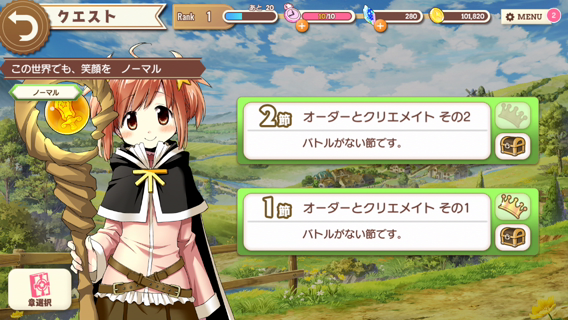 クエスト
Rank 1
あと 20
10/10
280
101,820
MENU 2
この世界でも、笑顔を ノーマル
ノーマル
2節 オーダーとクリエメイト その2
バトルがない節です。
1節 オーダーとクリエメイト その1
バトルがない節です。
章選択